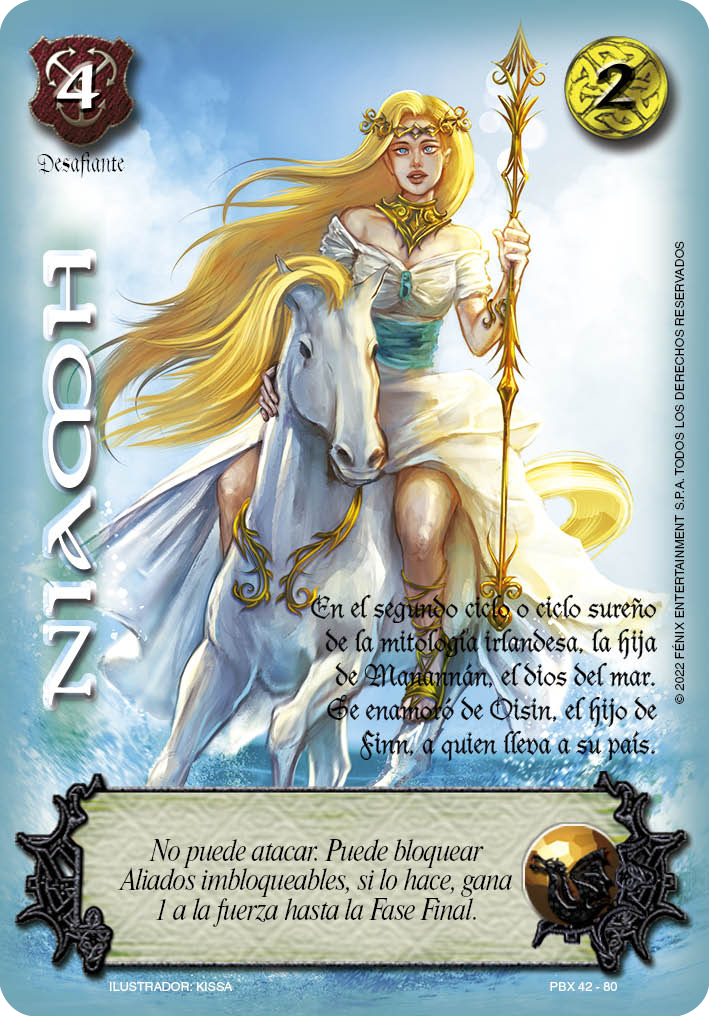 4
Desafiante
2
NIAMH
© 2022 FÉNIX ENTERTAINMENT S.P.A. TODOS LOS DERECHOS RESERVADOS
En el segundo ciclo o ciclo sureño
de la mitología irlandesa, la hija
de Manannán, el dios del mar.
Se enamoró de Oisin, el hijo de
Finn, a quien lleva a su país.
No puede atacar. Puede bloquear
Aliados imbloqueables, si lo hace, gana
1 a la fuerza hasta la Fase Final.
ILUSTRADOR: KISSA
PBX 42 - 80